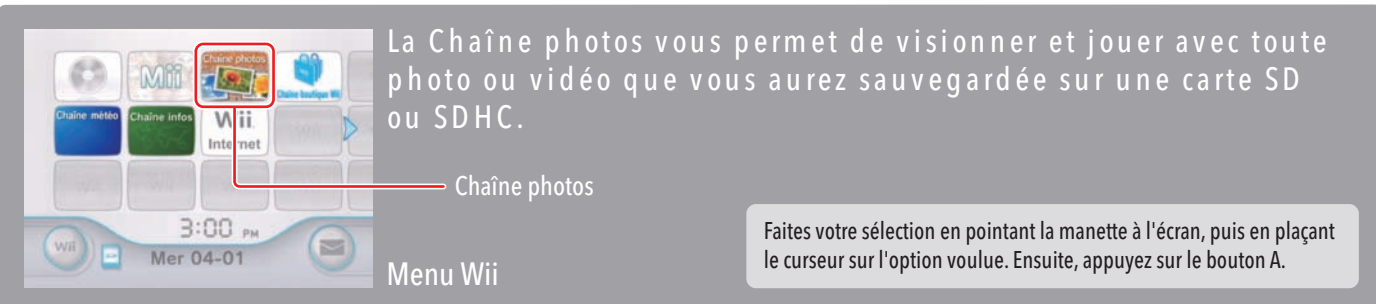 La Chaîne photos vous permet de visionner et jouer avec toute
photo ou vidéo que vous aurez sauvegardée sur une carte SD
ou SDHC.
Chaîne photos
Mii
Chaîne boutique Wii
Chaîne météo
Chaîne infos
Wii
Internet
Chaîne photos
3:00 PM
Wii
Mer 04-01
Menu Wii
Faites votre sélection en pointant la manette à l'écran, puis en plaçant
le curseur sur l'option voulue. Ensuite, appuyez sur le bouton A.